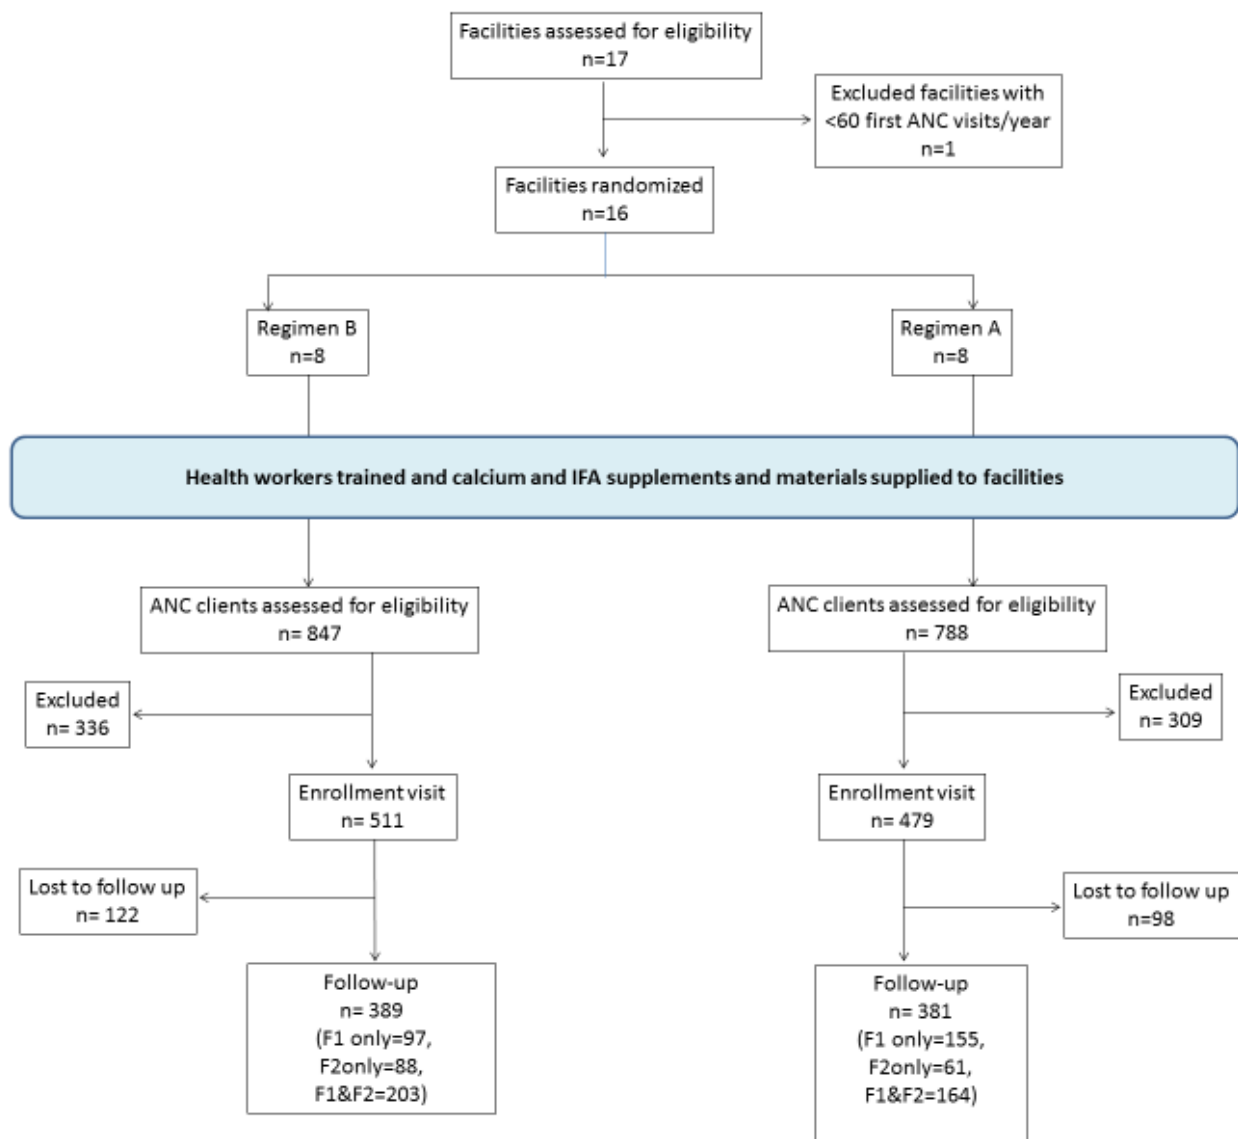 Facilities assessed for eligibility
n=17
Excluded facilities with
<60 first ANC visits/year
n=1
Facilities randomized
n=16
Regimen B
n=8
Regimen A
n=8
Health workers trained and calcium and IFA supplements and materials supplied to facilities
ANC clients assessed for eligibility
n= 847
ANC clients assessed for eligibility
n= 788
Excluded
n= 336
Excluded
n= 309
Enrollment visit
n= 511
Enrollment visit
n= 479
Lost to follow up
n= 122
Lost to follow up
n=98
Follow-up
n= 389
(F1 only=97,
F2only=88,
F1&F2=203)
Follow-up
n= 381
(F1 only=155,
F2only=61,
F1&F2=164)